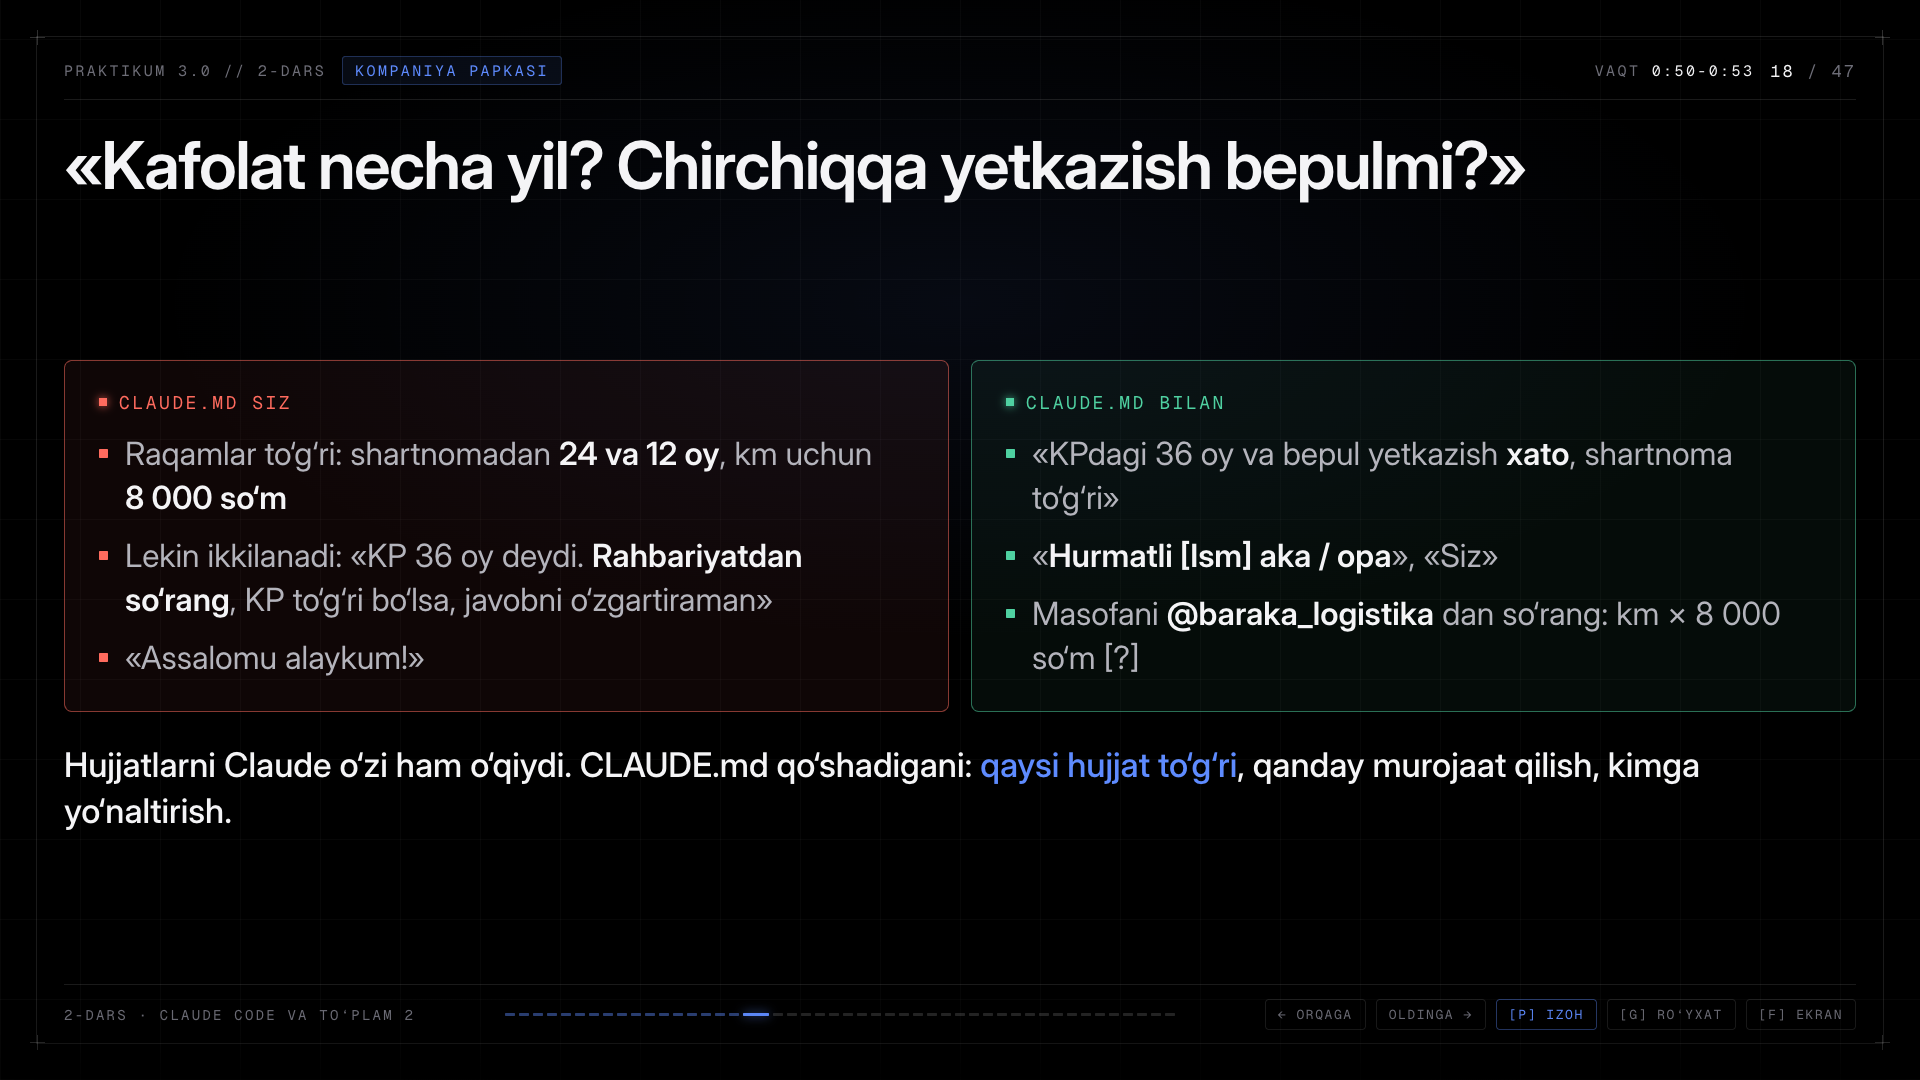 PRAKTIKUM 3.0 // 2-DARS KOMPANIYA PAPKASI VAQT 0:50-0:53 18 / 47
«Kafolat necha yil? Chirchiqqa yetkazish bepulmi?»
CLAUDE.MD SIZ
Raqamlar to‘g‘ri: shartnomadan 24 va 12 oy, km uchun
8 000 so‘m
Lekin ikkilanadi: «KP 36 oy deydi. Rahbariyatdan
so‘rang, KP to‘g‘ri bo‘lsa, javobni o‘zgartiraman»
«Assalomu alaykum!»
CLAUDE.MD BILAN
«KPdagi 36 oy va bepul yetkazish xato, shartnoma
to‘g‘ri»
«Hurmatli [Ism] aka / opa», «Siz»
Masofani @baraka_logistika dan so‘rang: km × 8 000
so‘m [?]
Hujjatlarni Claude o‘zi ham o‘qiydi. CLAUDE.md qo‘shadigani: qaysi hujjat to‘g‘ri, qanday murojaat qilish, kimga
yo‘naltirish.
2-DARS · CLAUDE CODE VA TO‘PLAM 2 ← ORQAGA OLDINGA → [P] IZOH [G] RO‘YXAT [F] EKRAN